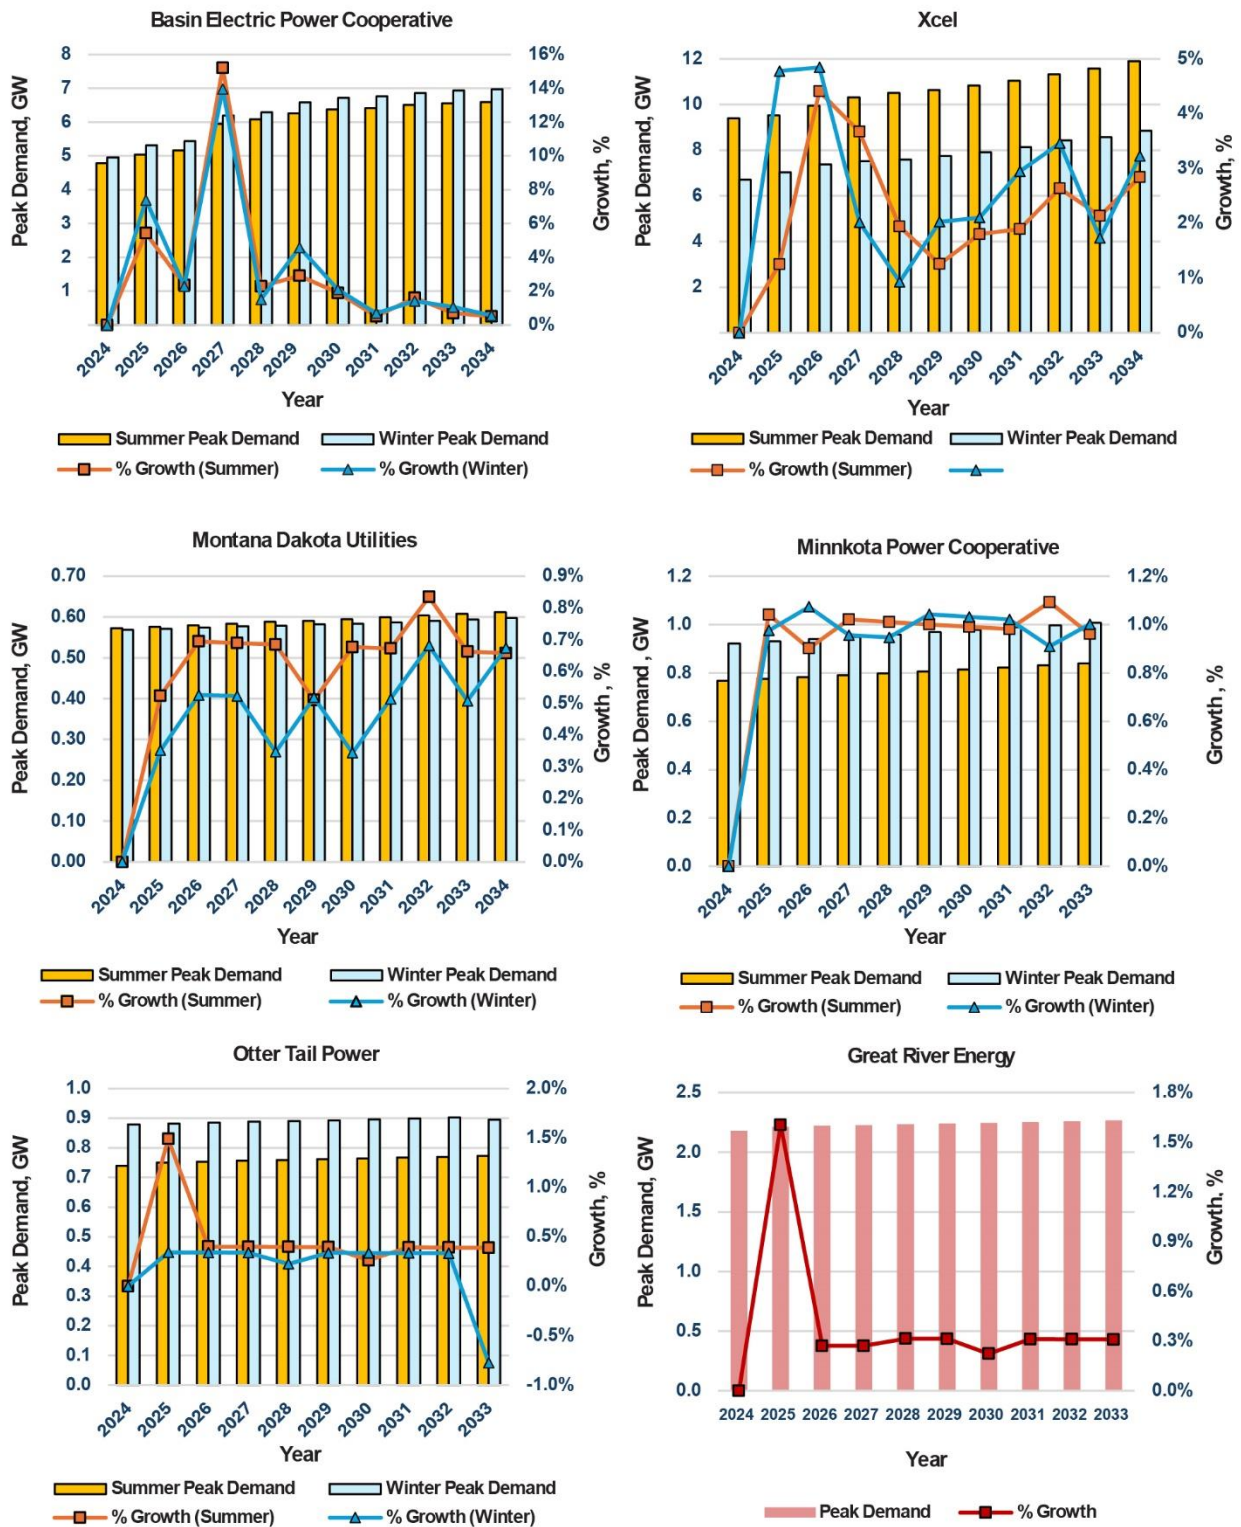 Basin Electric Power Cooperative
8
7
6
5
4
3
2
1
Peak Demand, GW
16%
14%
12%
10%
8%
6%
4%
2%
0%
Growth, %
2024 2025 2026 2027 2028 2029 2030 2031 2032 2033 2034
Year
Summer Peak Demand Winter Peak Demand
% Growth (Summer) % Growth (Winter)
Xcel
12
10
8
6
4
2
Peak Demand, GW
5%
4%
3%
2%
1%
0%
Growth, %
2024 2025 2026 2027 2028 2029 2030 2031 2032 2033 2034
Year
Summer Peak Demand Winter Peak Demand
% Growth (Summer)
Montana Dakota Utilities
0.70
0.60
0.50
0.40
0.30
0.20
0.10
0.00
Peak Demand, GW
0.9%
0.8%
0.7%
0.6%
0.5%
0.4%
0.3%
0.2%
0.1%
0.0%
Growth , %
2024 2025 2026 2027 2028 2029 2030 2031 2032 2033 2034
Year
Summer Peak Demand Winter Peak Demand
% Growth (Summer) % Growth (Winter)
Minnkota Power Cooperative
1.2
1.0
0.8
0.6
0.4
0.2
0.0
Peak Demand , GW
1.2%
1.0%
0.8%
0.6%
0.4%
0.2%
0.0%
Growth, %
2024 2025 2026 2027 2028 2029 2030 2031 2032 2033
Year
Summer Peak Demand Winter Peak Demand
% Growth (Summer) % Growth (Winter)
Otter Tail Power
1.0
0.9
0.8
0.7
0.6
0.5
0.4
0.3
0.2
0.1
0.0
Peak Demand, GW
2.0%
1.5%
1.0%
0.5%
0.0%
-0.5%
-1.0%
Growth, %
2024 2025 2026 2027 2028 2029 2030 2031 2032 2033
Year
Summer Peak Demand Winter Peak Demand
% Growth (Summer) % Growth (Winter)
Great River Energy
2.5
2.0
1.5
1.0
0.5
0.0
Peak Demand, GW
1.8%
1.6%
1.2%
0.9%
0.6%
0.3%
0.0%
Growth, %
2024 2025 2026 2027 2028 2029 2030 2031 2032 2033
Year
Peak Demand % Growth